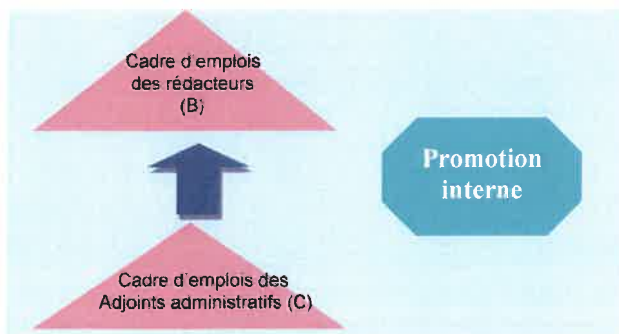 Cadre d'emplois
des rédacteurs
(B)
Promotion
interne
Cadre d'emplois des
Adjoints administratifs (C)